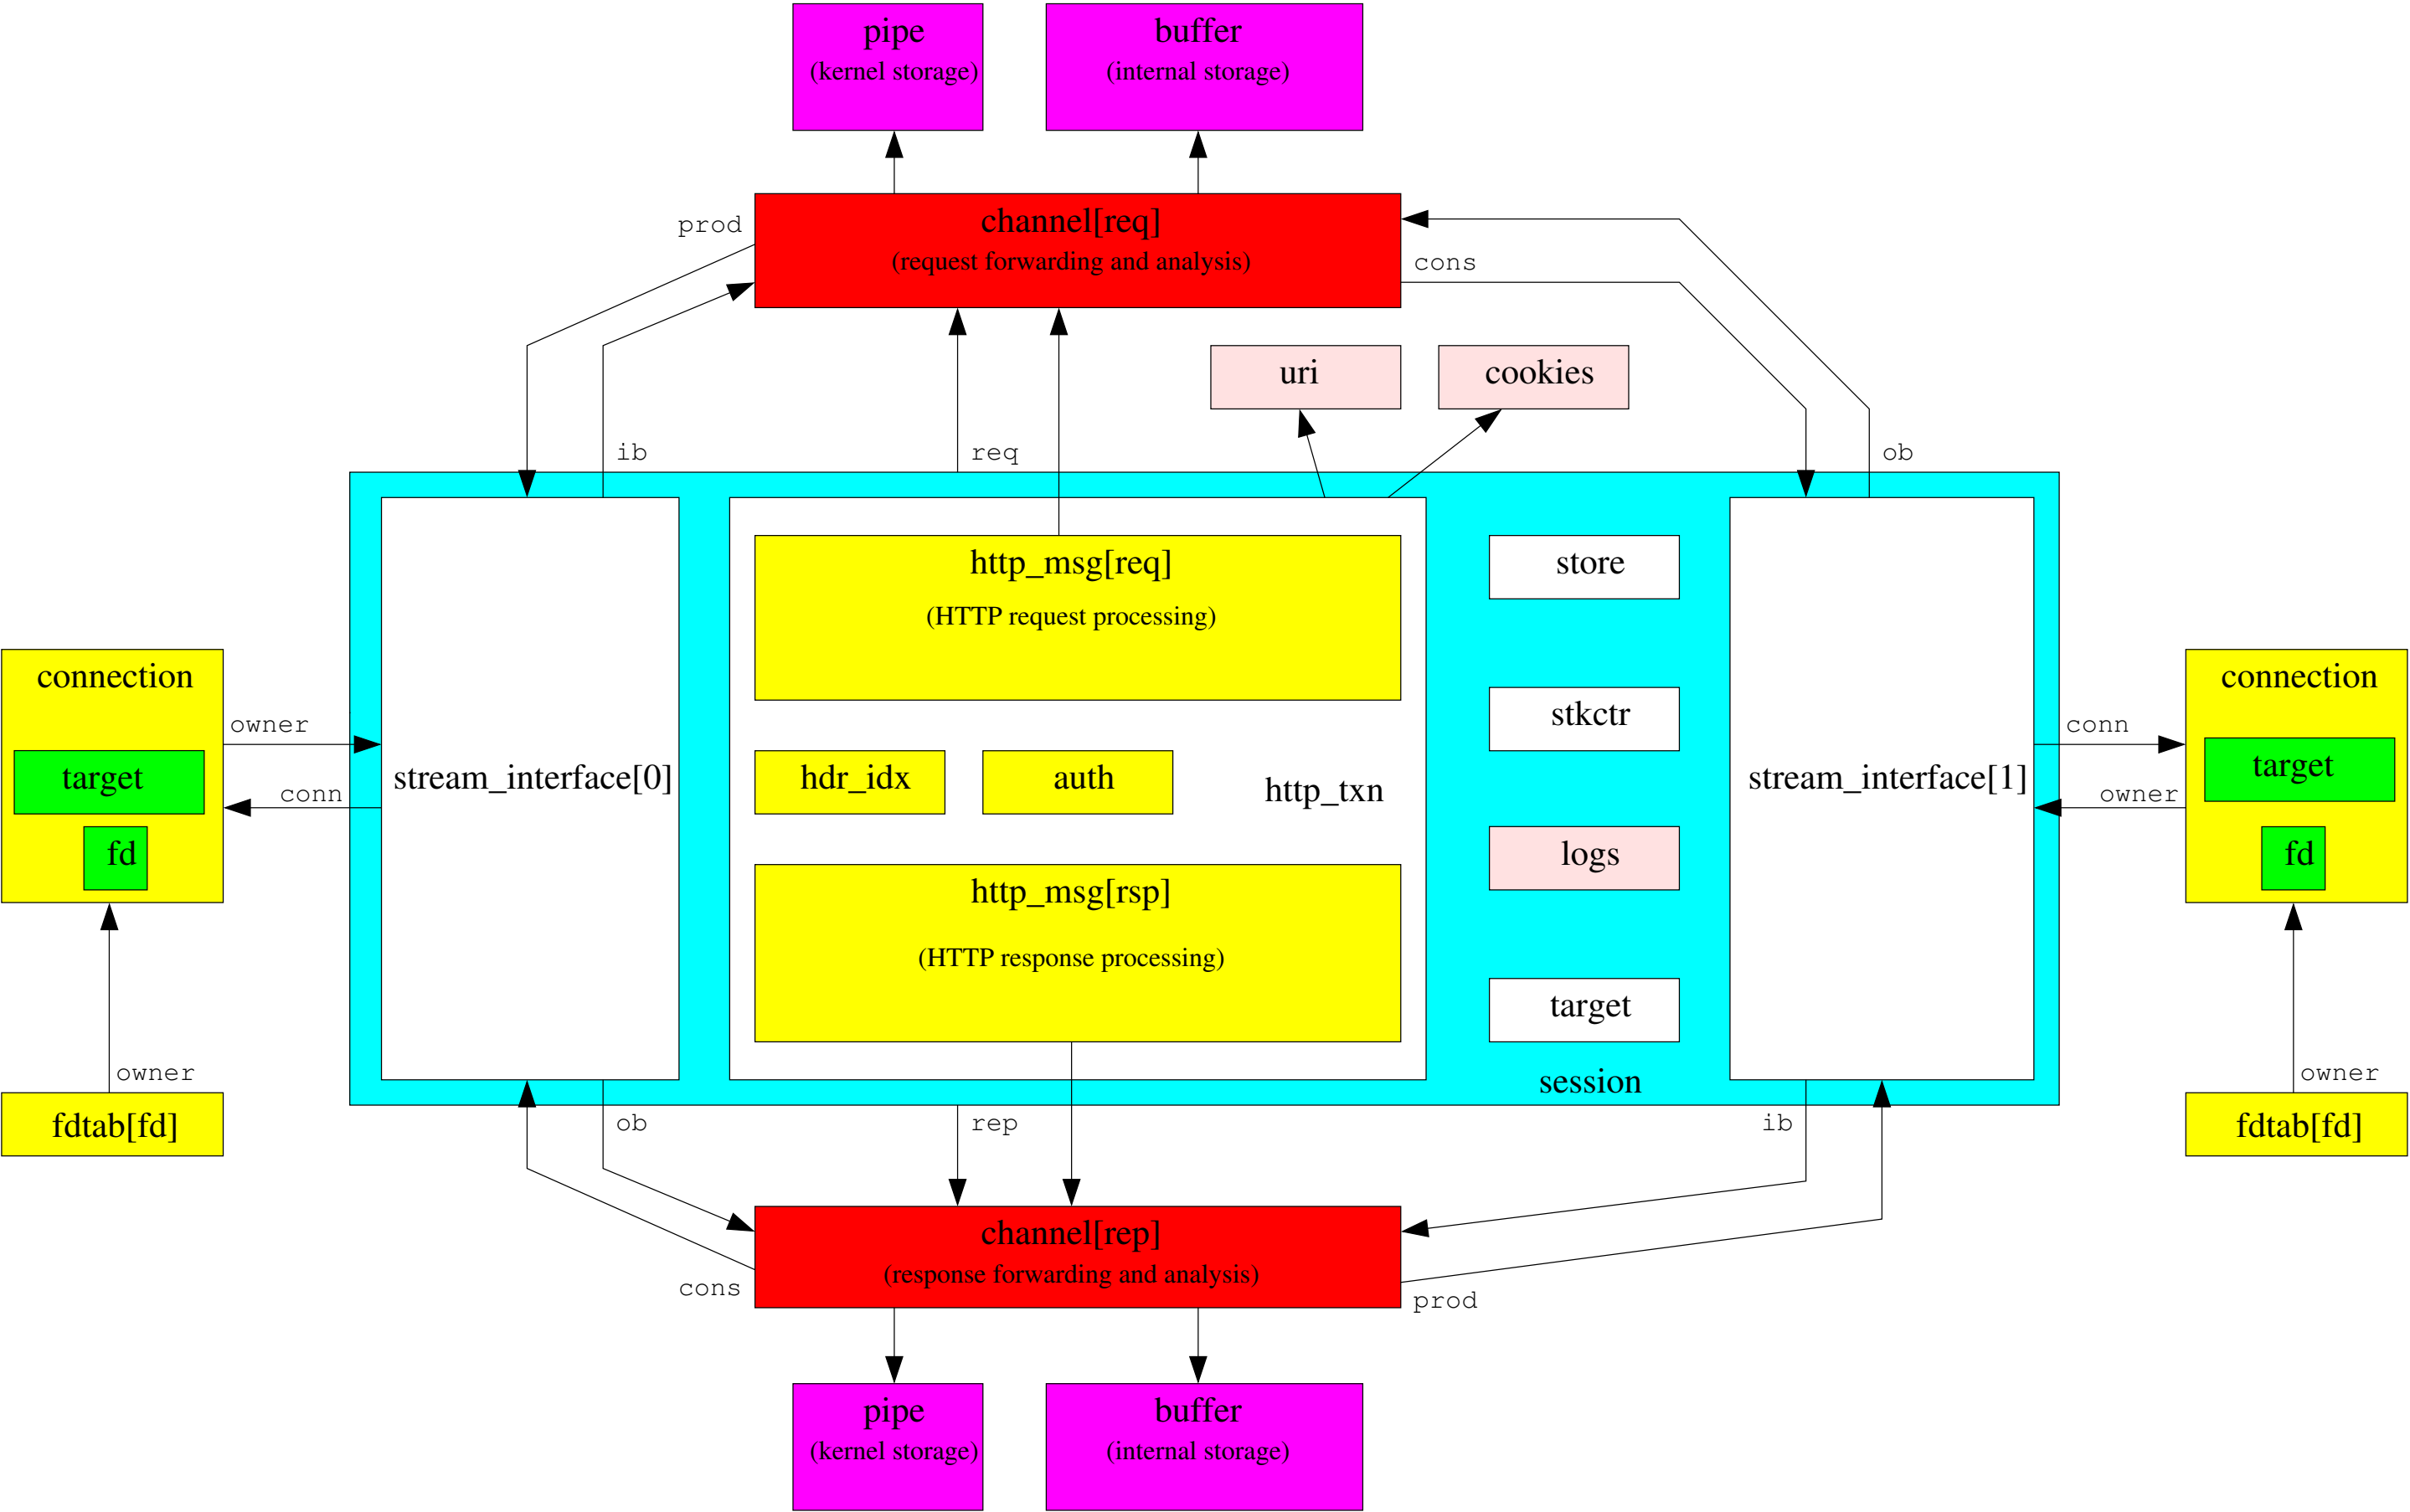 pipe
(kernel storage)
buffer
(internal storage)
prod
channel[req]
(request forwarding and analysis)
cons
uri
cookies
ib
req
ob
http_msg[req]
(HTTP request processing)
store
connection
owner
target
conn
fd
stream_interface[0]
hdr_idx
auth
http_txn
stkctr
logs
stream_interface[1]
conn
owner
connection
target
fd
http_msg[rsp]
(HTTP response processing)
target
session
owner
fdtab[fd]
owner
fdtab[fd]
ob
rep
ib
channel[rep]
(response forwarding and analysis)
cons
prod
pipe
(kernel storage)
buffer
(internal storage)